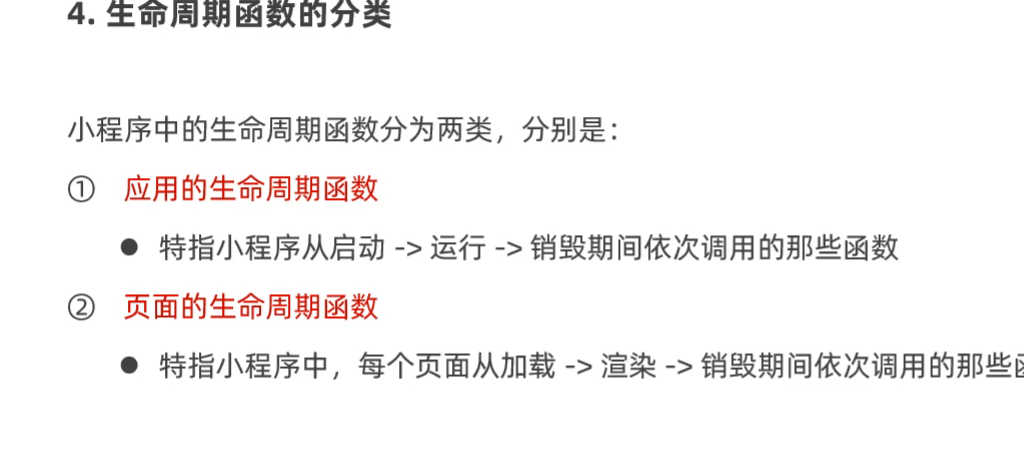 4. 生命周期函数的分类
小程序中的生命周期函数分为两类，分别是：
① 应用的生命周期函数
● 特指小程序从启动 -> 运行 -> 销毁期间依次调用的那些函数
② 页面的生命周期函数
● 特指小程序中，每个页面从加载 -> 渲染 -> 销毁期间依次调用的那些